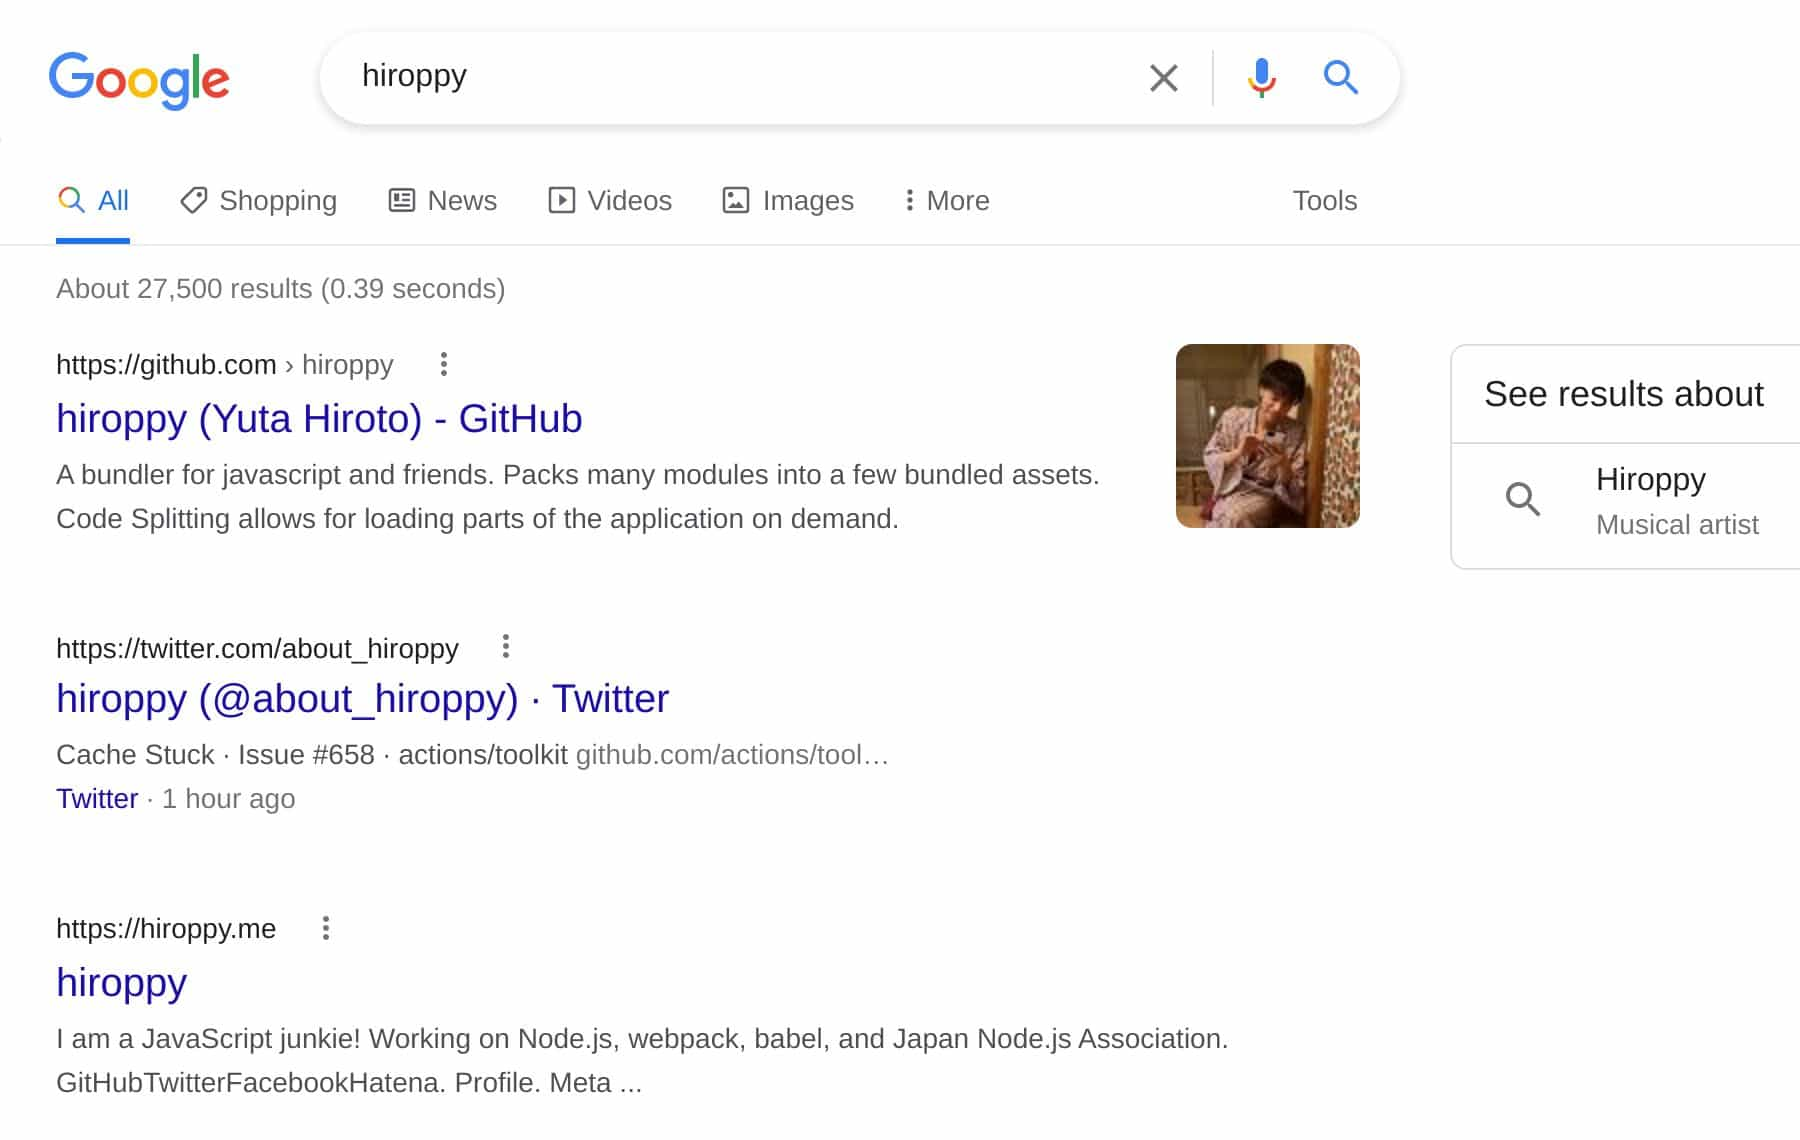 Google
hiroppy
All Shopping News Videos Images More Tools
About 27,500 results (0.39 seconds)
https://github.com › hiroppy
hiroppy (Yuta Hiroto) - GitHub
A bundler for javascript and friends. Packs many modules into a few bundled assets.
Code Splitting allows for loading parts of the application on demand.
See results about
Hiroppy
Musical artist
https://twitter.com/about_hiroppy
hiroppy (@about_hiroppy) · Twitter
Cache Stuck · Issue #658 · actions/toolkit github.com/actions/tool…
Twitter · 1 hour ago
https://hiroppy.me
hiroppy
I am a JavaScript junkie! Working on Node.js, webpack, babel, and Japan Node.js Association.
GitHubTwitterFacebookHatena. Profile. Meta ...